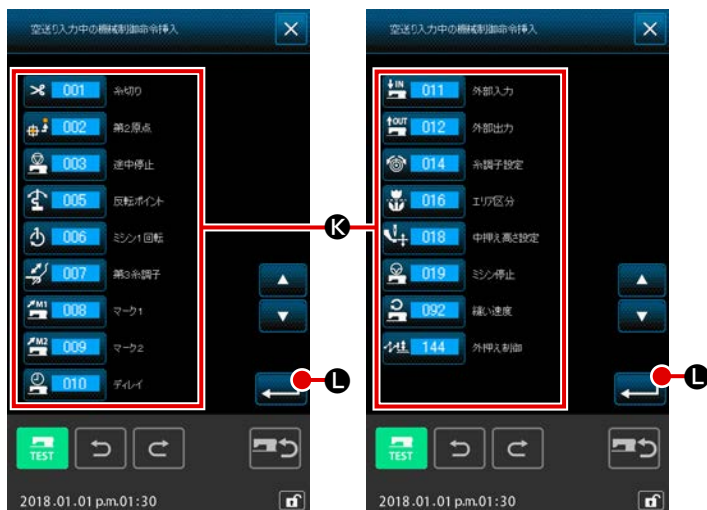 空送り入力中の機械制御命令挿入
001 糸切り
002 第2原点
003 途中停止
005 反転ポイント
006 ミシン1回転
007 第3糸調子
M1 008 マーク1
M2 009 マーク2
010 ディレイ
L
TEST
2018.01.01 p.m.01:30
K
空送り入力中の機械制御命令挿入
IN 011 外部入力
OUT 012 外部出力
014 糸調子設定
016 エリア区分
018 中押え高さ設定
019 ミシン停止
092 縫い速度
144 外押え制御
L
TEST
2018.01.01 p.m.01:30